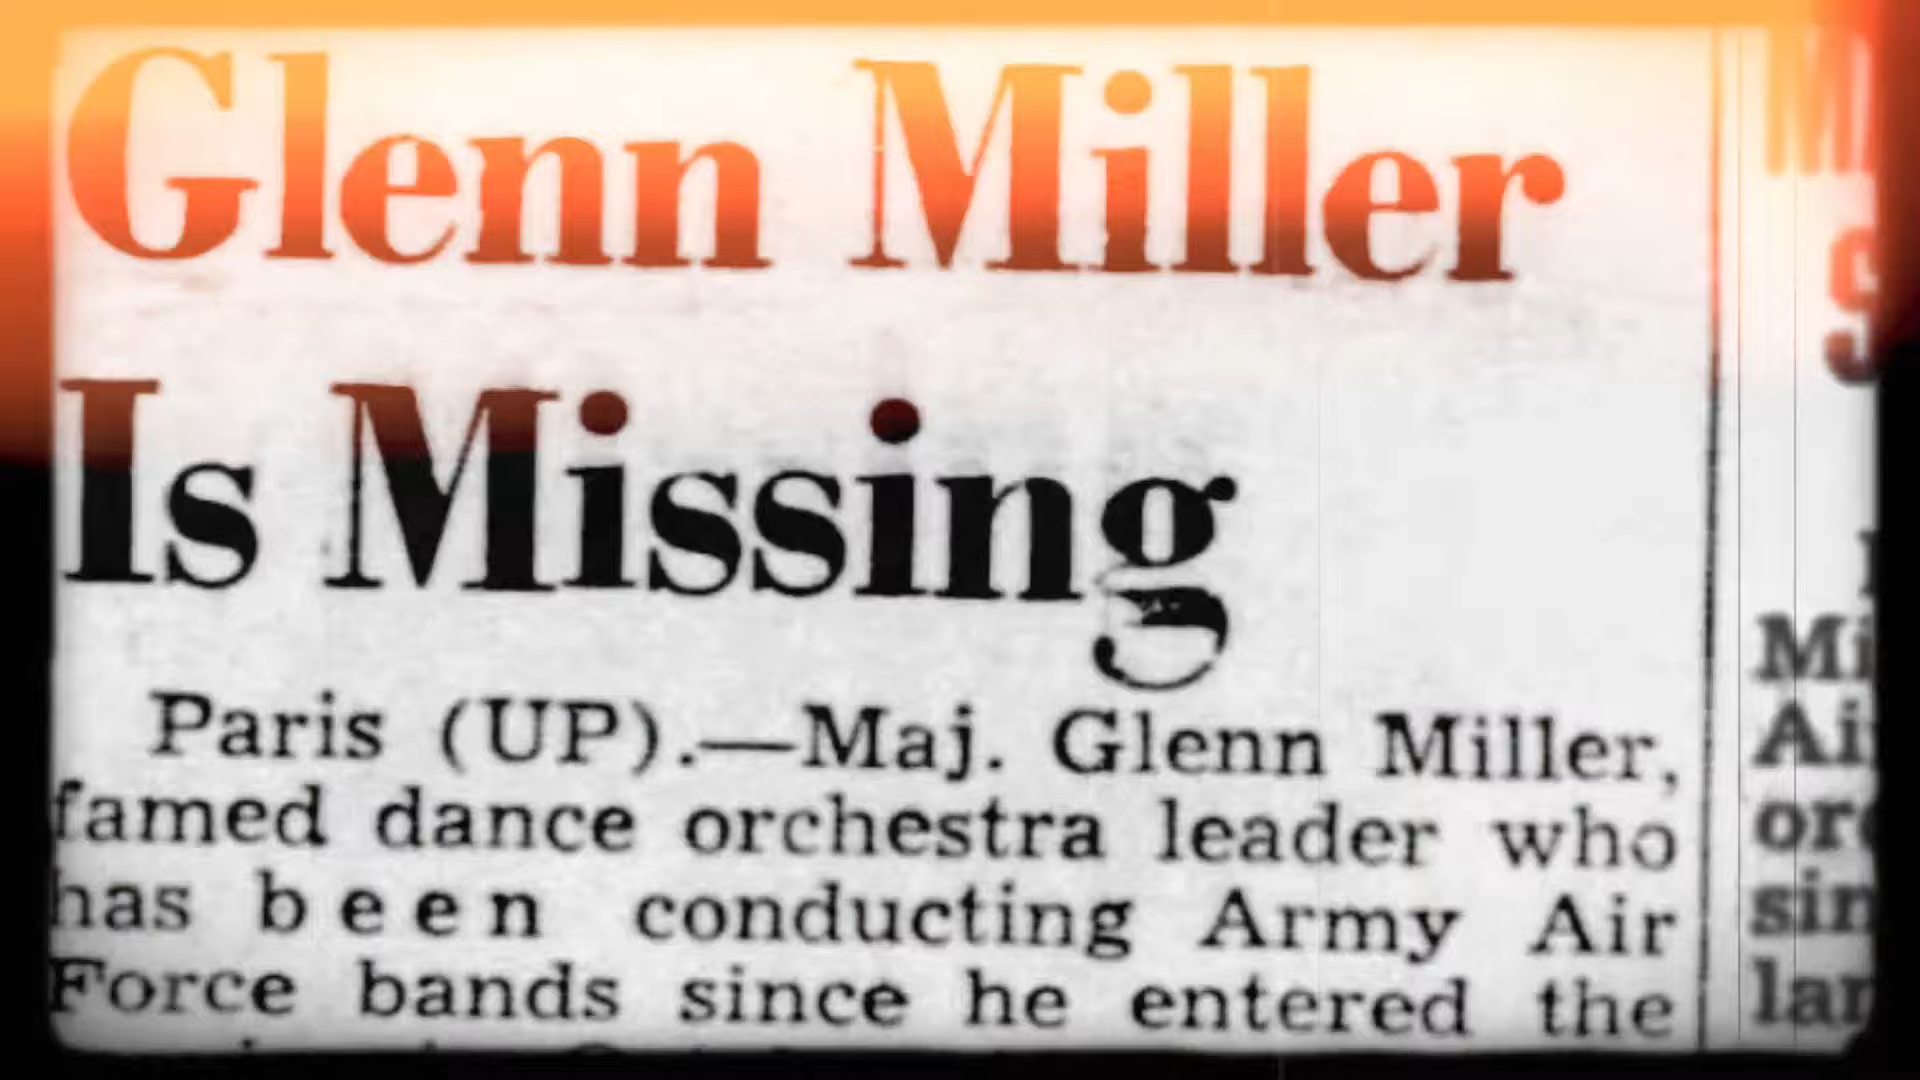 Glenn Miller
Is Missing
Paris (UP).—Maj. Glenn Miller,
famed dance orchestra leader who
has been conducting Army Air
Force bands since he entered the